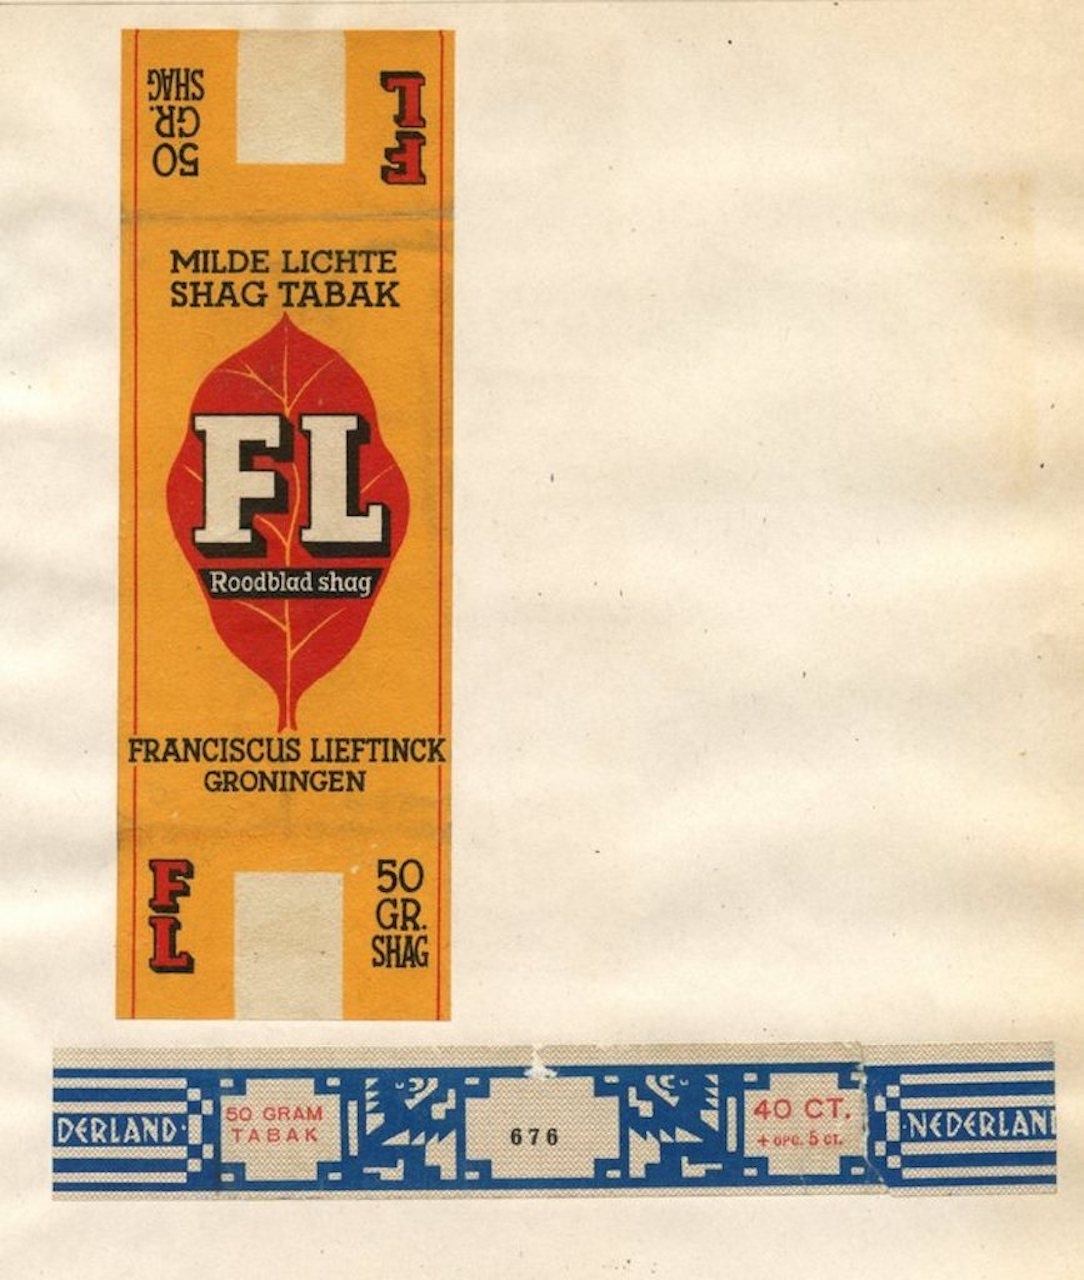 50
GR.
SHAG
FL
MILDE LICHTE
SHAG TABAK
FL
Roodblad shag
FRANCISCUS LIEFTINCK
GRONINGEN
FL
50
GR.
SHAG
DERLAND·
50 GRAM
TABAK
676
40 CT.
+ OPC. 5 CT.
·NEDERLAN